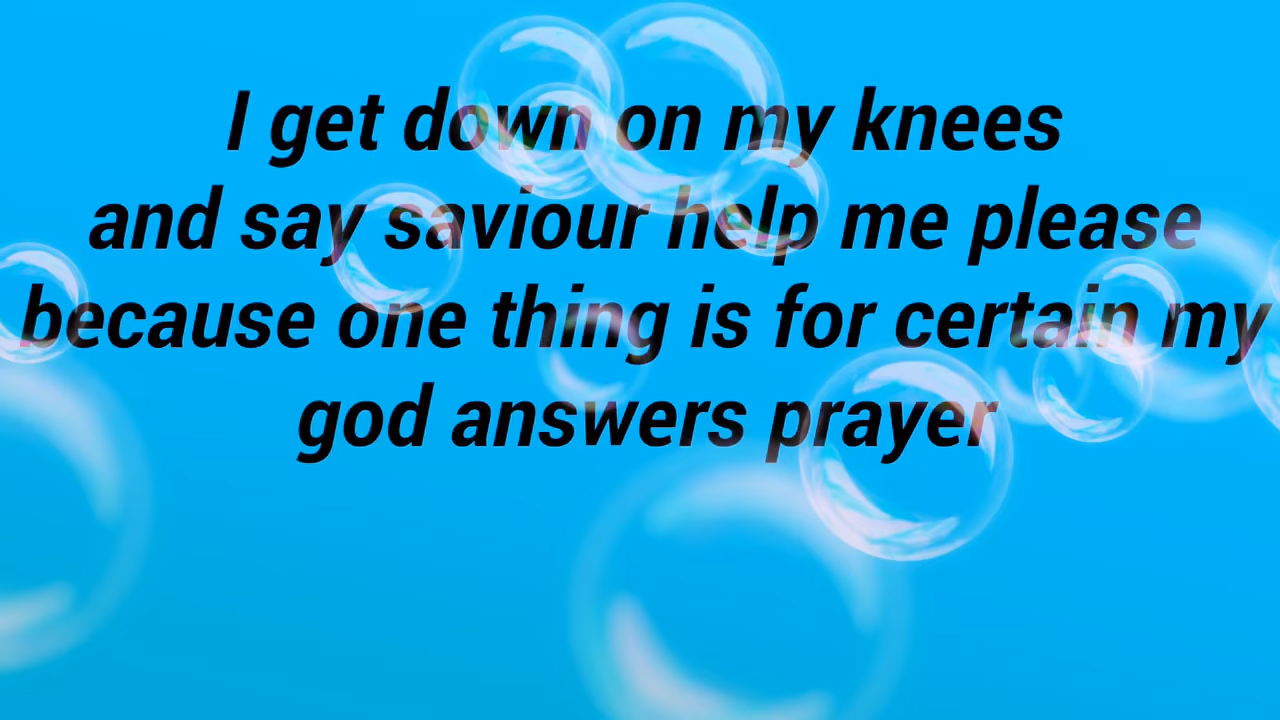 I get down on my knees
and say saviour help me please
because one thing is for certain my
god answers prayer